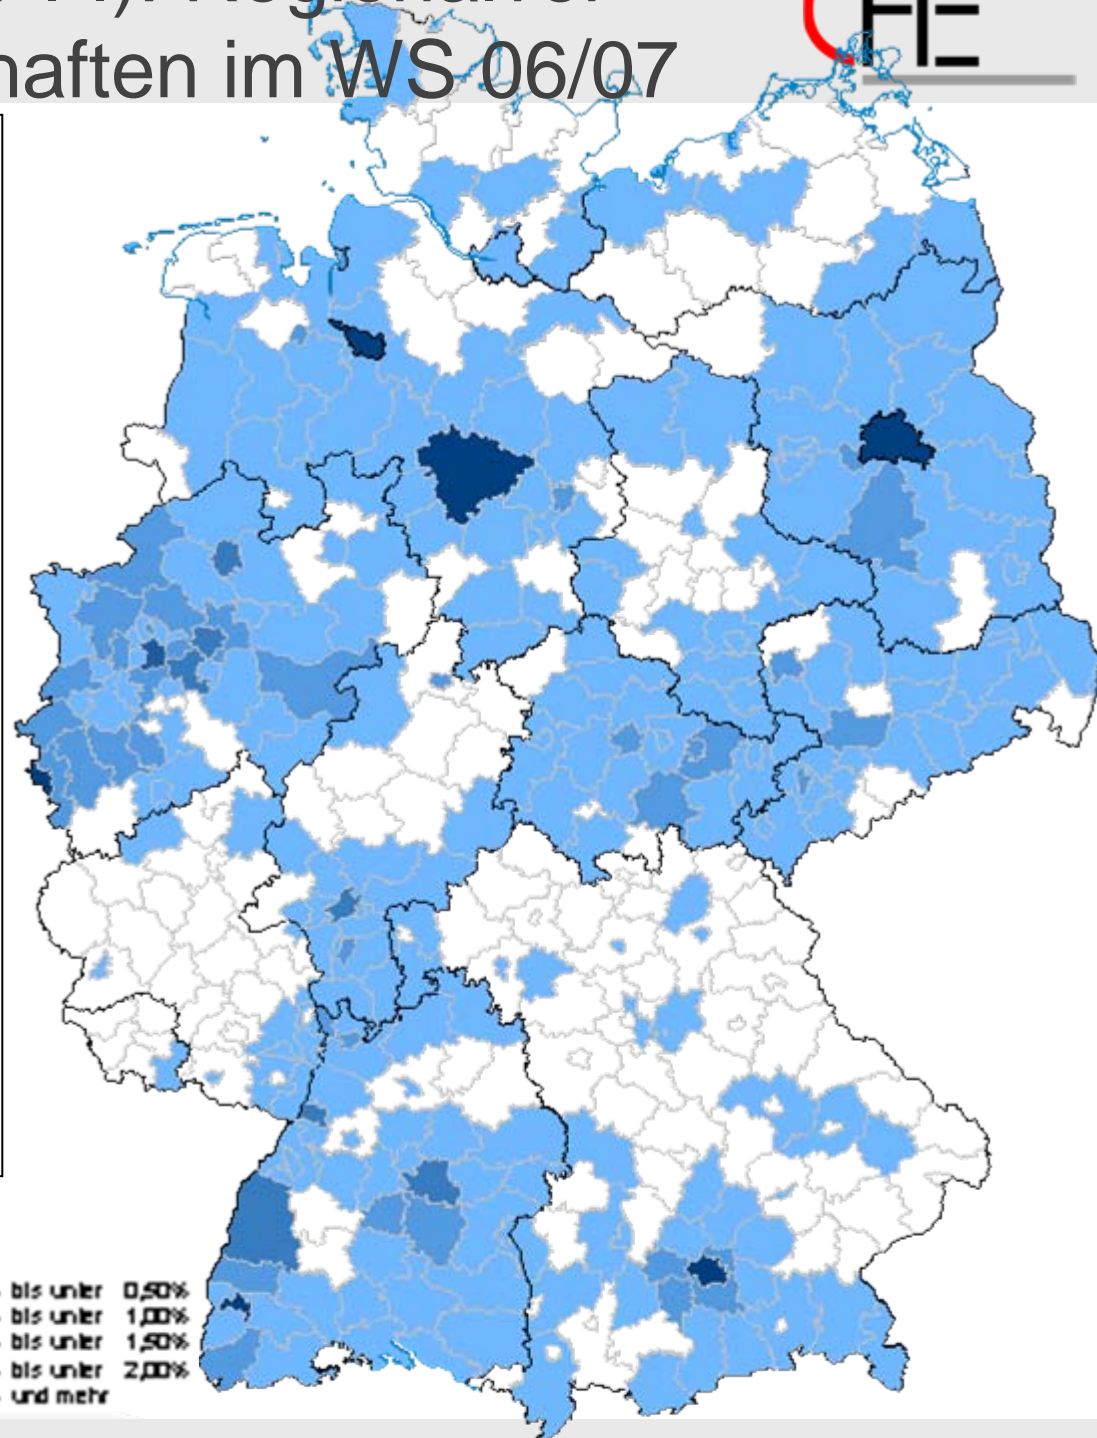 haften im WS 06/07
bis unter 0,50%
bis unter 1,00%
bis unter 1,50%
bis unter 2,00%
und mehr